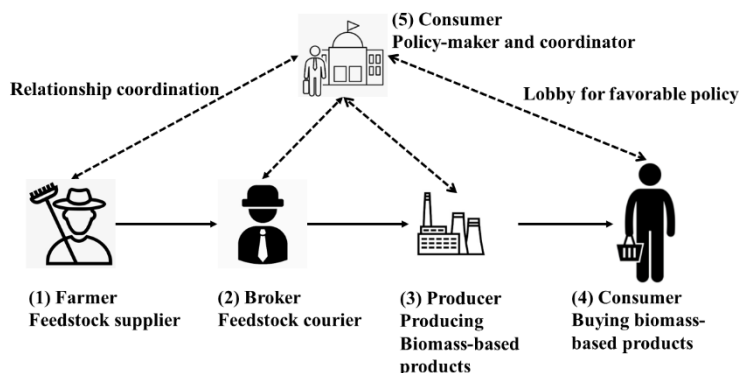 (5) Consumer
Policy-maker and coordinator
Relationship coordination
Lobby for favorable policy
(1) Farmer
Feedstock supplier
(2) Broker
Feedstock courier
(3) Producer
Producing
Biomass-based
products
(4) Consumer
Buying biomass-
based products